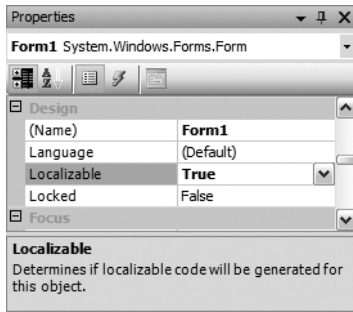 Properties
Form1 System.Windows.Forms.Form
Design
(Name) Form1
Language (Default)
Localizable True
Locked False
Focus
Localizable
Determines if localizable code will be generated for
this object.